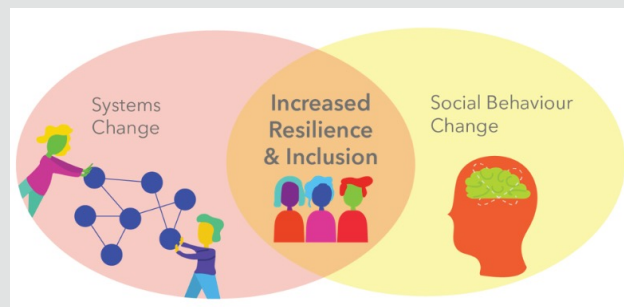 Systems
Change
Increased
Resilience
& Inclusion
Social Behaviour
Change